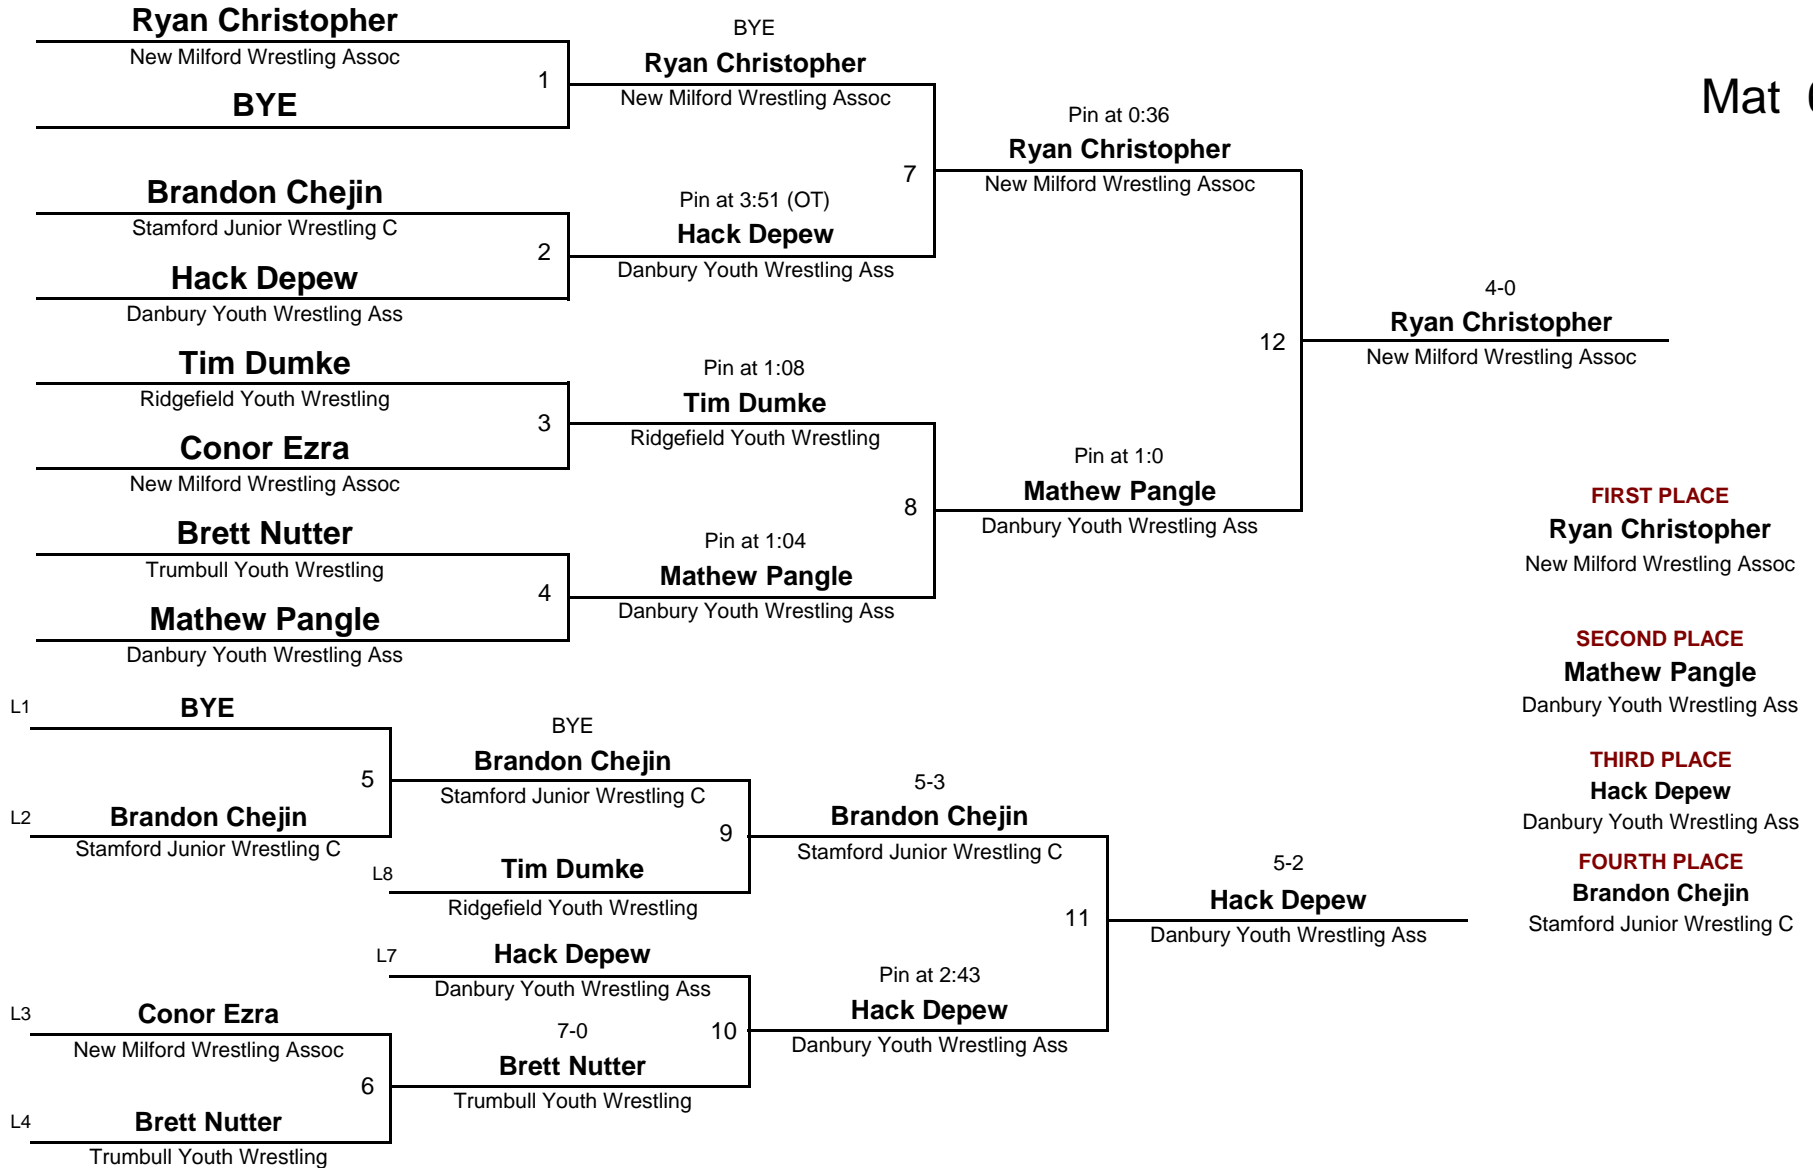 Ryan Christopher
New Milford Wrestling Assoc
1
BYE
BYE
Ryan Christopher
New Milford Wrestling Assoc
Mat
Pin at 0:36
Ryan Christopher
New Milford Wrestling Assoc
7
Brandon Chejin
Stamford Junior Wrestling C
2
Hack Depew
Danbury Youth Wrestling Ass
Pin at 3:51 (OT)
Hack Depew
Danbury Youth Wrestling Ass
4-0
Ryan Christopher
New Milford Wrestling Assoc
12
Tim Dumke
Ridgefield Youth Wrestling
3
Conor Ezra
New Milford Wrestling Assoc
Pin at 1:08
Tim Dumke
Ridgefield Youth Wrestling
8
Pin at 1:0
Mathew Pangle
Danbury Youth Wrestling Ass
Brett Nutter
Trumbull Youth Wrestling
4
Mathew Pangle
Danbury Youth Wrestling Ass
Pin at 1:04
Mathew Pangle
Danbury Youth Wrestling Ass
FIRST PLACE
Ryan Christopher
New Milford Wrestling Assoc
SECOND PLACE
Mathew Pangle
Danbury Youth Wrestling Ass
THIRD PLACE
Hack Depew
Danbury Youth Wrestling Ass
FOURTH PLACE
Brandon Chejin
Stamford Junior Wrestling C
L1
BYE
5
L2
Brandon Chejin
Stamford Junior Wrestling C
BYE
Brandon Chejin
Stamford Junior Wrestling C
9
L8
Tim Dumke
Ridgefield Youth Wrestling
5-3
Brandon Chejin
Stamford Junior Wrestling C
11
5-2
Hack Depew
Danbury Youth Wrestling Ass
L7
Hack Depew
Danbury Youth Wrestling Ass
10
7-0
Brett Nutter
Trumbull Youth Wrestling
Pin at 2:43
Hack Depew
Danbury Youth Wrestling Ass
L3
Conor Ezra
New Milford Wrestling Assoc
6
L4
Brett Nutter
Trumbull Youth Wrestling